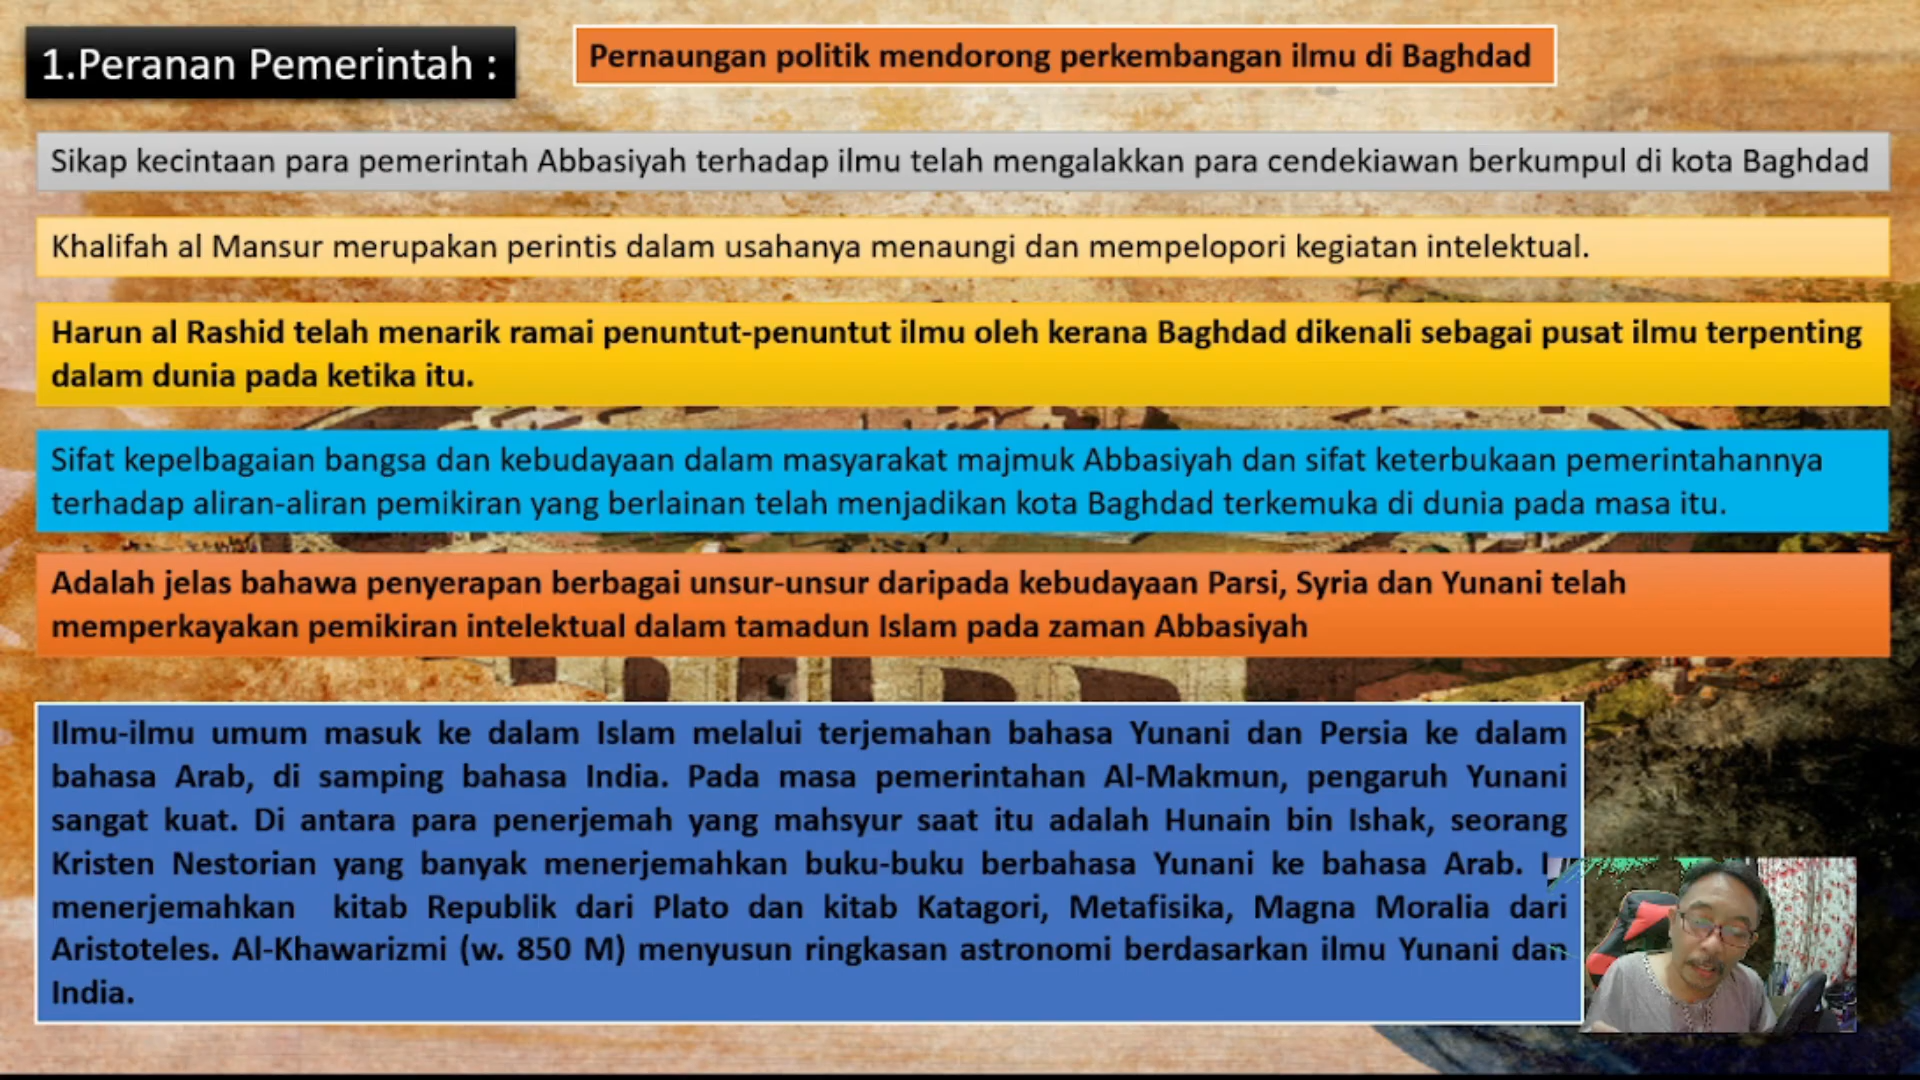 1.Peranan Pemerintah :
Pernaungan politik mendorong perkembangan ilmu di Baghdad
Sikap kecintaan para pemerintah Abbasiyah terhadap ilmu telah mengalakkan para cendekiawan berkumpul di kota Baghdad
Khalifah al Mansur merupakan perintis dalam usahanya menaungi dan mempelopori kegiatan intelektual.
Harun al Rashid telah menarik ramai penuntut-penuntut ilmu oleh kerana Baghdad dikenali sebagai pusat ilmu terpenting
dalam dunia pada ketika itu.
Sifat kepelbagaian bangsa dan kebudayaan dalam masyarakat majmuk Abbasiyah dan sifat keterbukaan pemerintahannya
terhadap aliran-aliran pemikiran yang berlainan telah menjadikan kota Baghdad terkemuka di dunia pada masa itu.
Adalah jelas bahawa penyerapan berbagai unsur-unsur daripada kebudayaan Parsi, Syria dan Yunani telah
memperkayakan pemikiran intelektual dalam tamadun Islam pada zaman Abbasiyah
Ilmu-ilmu umum masuk ke dalam Islam melalui terjemahan bahasa Yunani dan Persia ke dalam
bahasa Arab, di samping bahasa India. Pada masa pemerintahan Al-Makmun, pengaruh Yunani
sangat kuat. Di antara para penerjemah yang mahsyur saat itu adalah Hunain bin Ishak, seorang
Kristen Nestorian yang banyak menerjemahkan buku-buku berbahasa Yunani ke bahasa Arab.
menerjemahkan kitab Republik dari Plato dan kitab Katagori, Metafisika, Magna Moralia dari
Aristoteles. Al-Khawarizmi (w. 850 M) menyusun ringkasan astronomi berdasarkan ilmu Yunani dan
India.